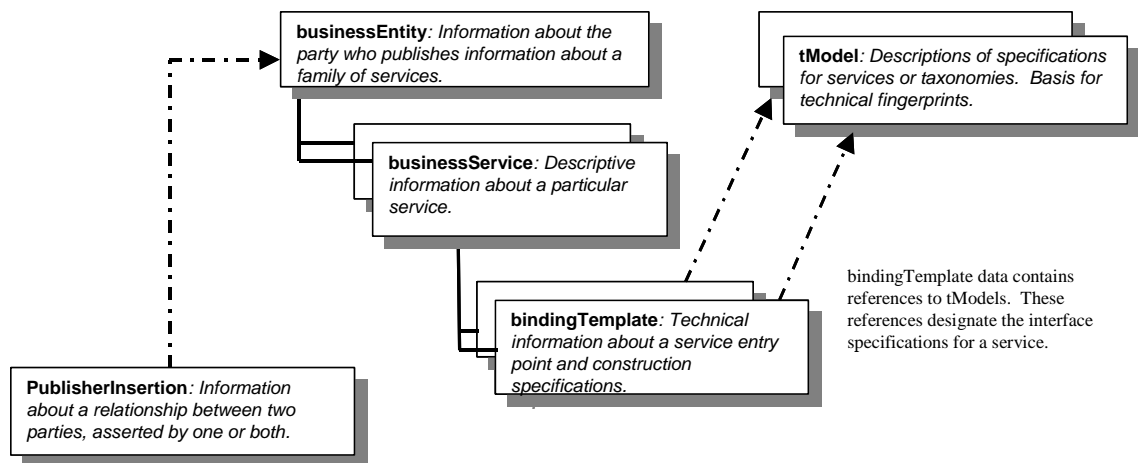 businessEntity: Information about the
party who publishes information about a
family of services.
tModel: Descriptions of specifications
for services or taxonomies. Basis for
technical fingerprints.
businessService: Descriptive
information about a particular
service.
bindingTemplate: Technical
information about a service entry
point and construction
specifications.
bindingTemplate data contains
references to tModels. These
references designate the interface
specifications for a service.
PublisherInsertion: Information
about a relationship between two
parties, asserted by one or both.